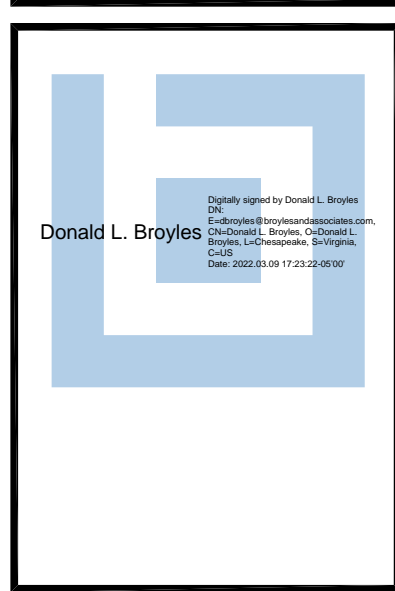 Donald L. Broyles
Digitally signed by Donald L. Broyles
DN:
E=dbroyles@broylesandassociates.com,
CN=Donald L. Broyles, O=Donald L.
Broyles, L=Chesapeake, S=Virginia,
C=US
Date: 2022.03.09 17:23:22-05'00'